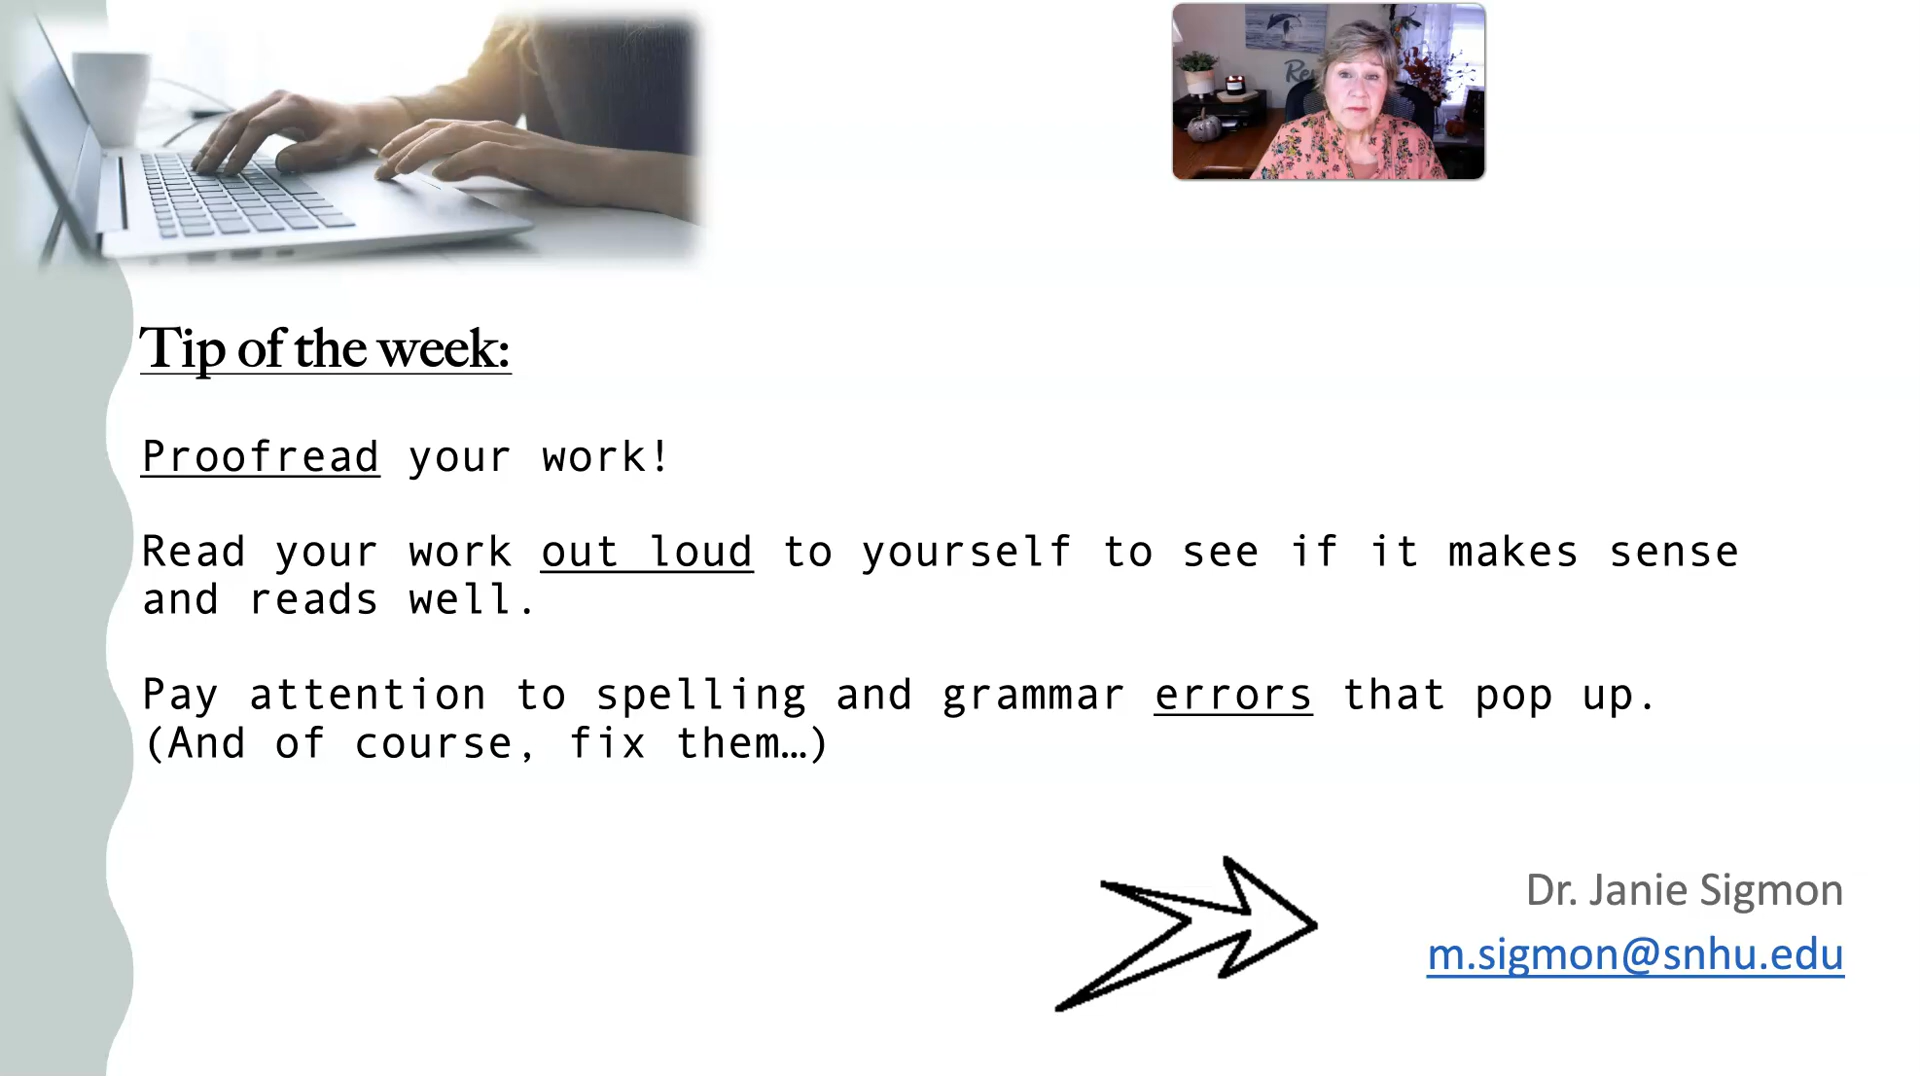 Tip of the week:
Proofread your work!
Read your work out loud to yourself to see if it makes sense
and reads well.
Pay attention to spelling and grammar errors that pop up.
(And of course, fix them…)
Dr. Janie Sigmon
m.sigmon@snhu.edu